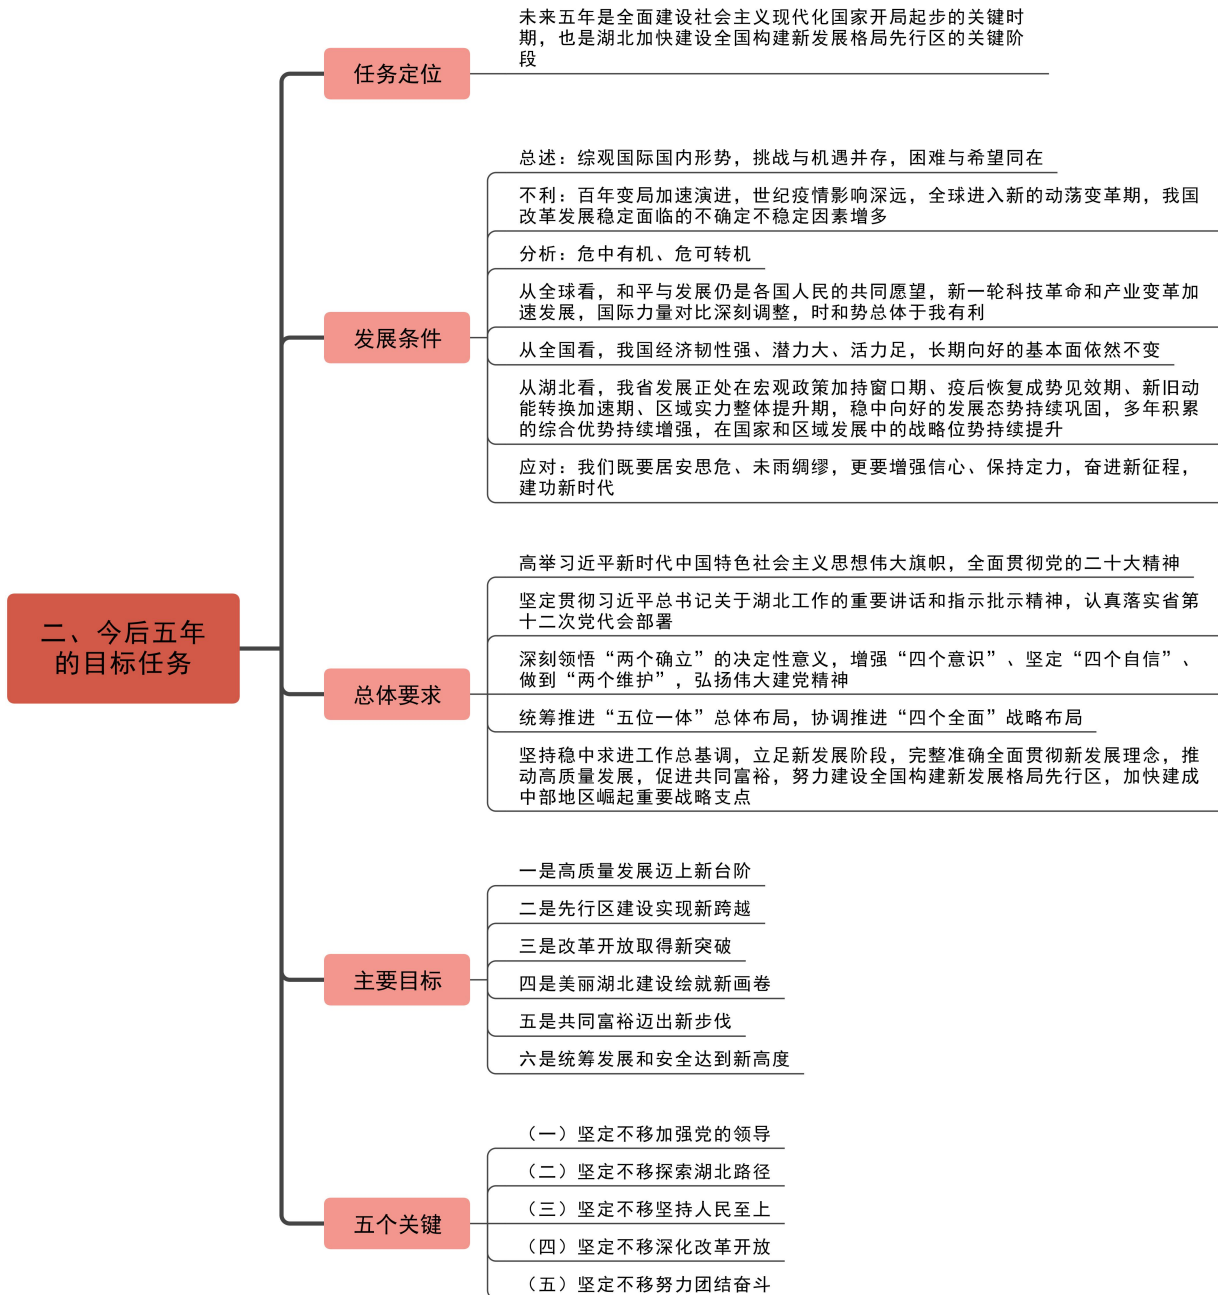 二、今后五年
的目标任务
任务定位
未来五年是全面建设社会主义现代化国家开局起步的关键时
期，也是湖北加快建设全国构建新发展格局先行区的关键阶
段
发展条件
总述：综观国际国内形势，挑战与机遇并存，困难与希望同在
不利：百年变局加速演进，世纪疫情影响深远，全球进入新的动荡变革期，我国
改革发展稳定面临的不确定不稳定因素增多
分析：危中有机、危可转机
从全球看，和平与发展仍是各国人民的共同愿望，新一轮科技革命和产业变革加
速发展，国际力量对比深刻调整，时和势总体于我有利
从全国看，我国经济韧性强、潜力大、活力足，长期向好的基本面依然不变
从湖北看，我省发展正处在宏观政策加持窗口期、疫后恢复成势见效期、新旧动
能转换加速期、区域实力整体提升期，稳中向好的发展态势持续巩固，多年积累
的综合优势持续增强，在国家和区域发展中的战略位势持续提升
应对：我们既要居安思危、未雨绸缪，更要增强信心、保持定力，奋进新征程，
建功新时代
总体要求
高举习近平新时代中国特色社会主义思想伟大旗帜，全面贯彻党的二十大精神
坚定贯彻习近平总书记关于湖北工作的重要讲话和指示批示精神，认真落实省第
十二次党代会部署
深刻领悟“两个确立”的决定性意义，增强“四个意识”、坚定“四个自信”、
做到“两个维护”，弘扬伟大建党精神
统筹推进“五位一体”总体布局，协调推进“四个全面”战略布局
坚持稳中求进工作总基调，立足新发展阶段，完整准确全面贯彻新发展理念，推
动高质量发展，促进共同富裕，努力建设全国构建新发展格局先行区，加快建成
中部地区崛起重要战略支点
主要目标
一是高质量发展迈上新台阶
二是先行区建设实现新跨越
三是改革开放取得新突破
四是美丽湖北建设绘就新画卷
五是共同富裕迈出新步伐
六是统筹发展和安全达到新高度
五个关键
（一）坚定不移加强党的领导
（二）坚定不移探索湖北路径
（三）坚定不移坚持人民至上
（四）坚定不移深化改革开放
（五）坚定不移努力团结奋斗